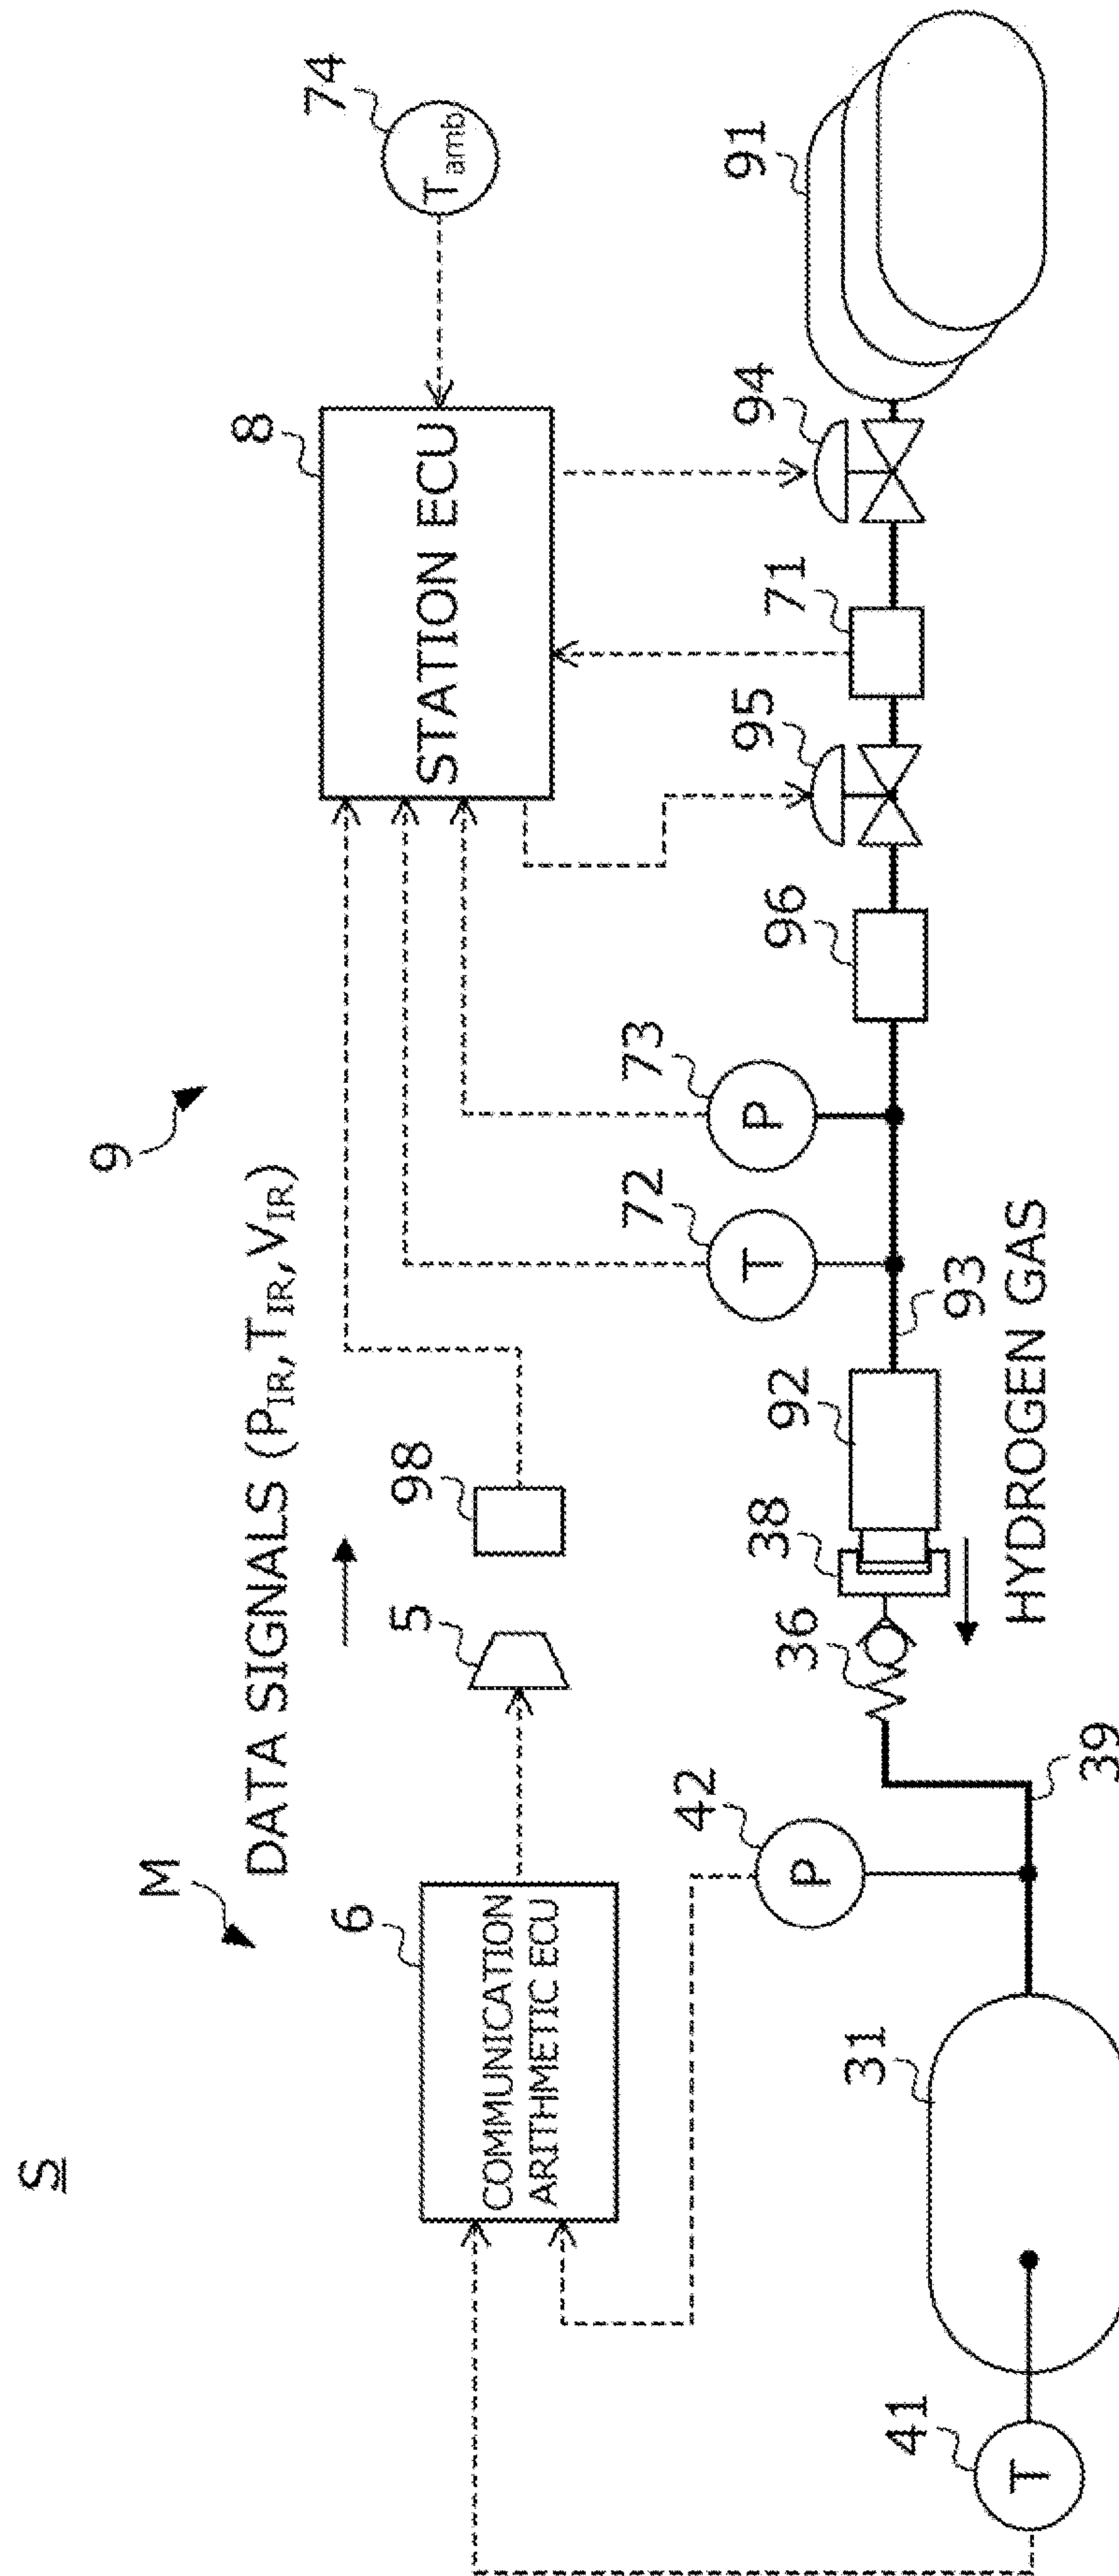 S
9
M
DATA SIGNALS (P_IR, T_IR, V_IR)
74
T_amb
8
STATION ECU
6
COMMUNICATION
ARITHMETIC ECU
5
98
42
P
72
T
73
P
96
95
71
94
91
41
T
31
39
36
38
92
93
HYDROGEN GAS